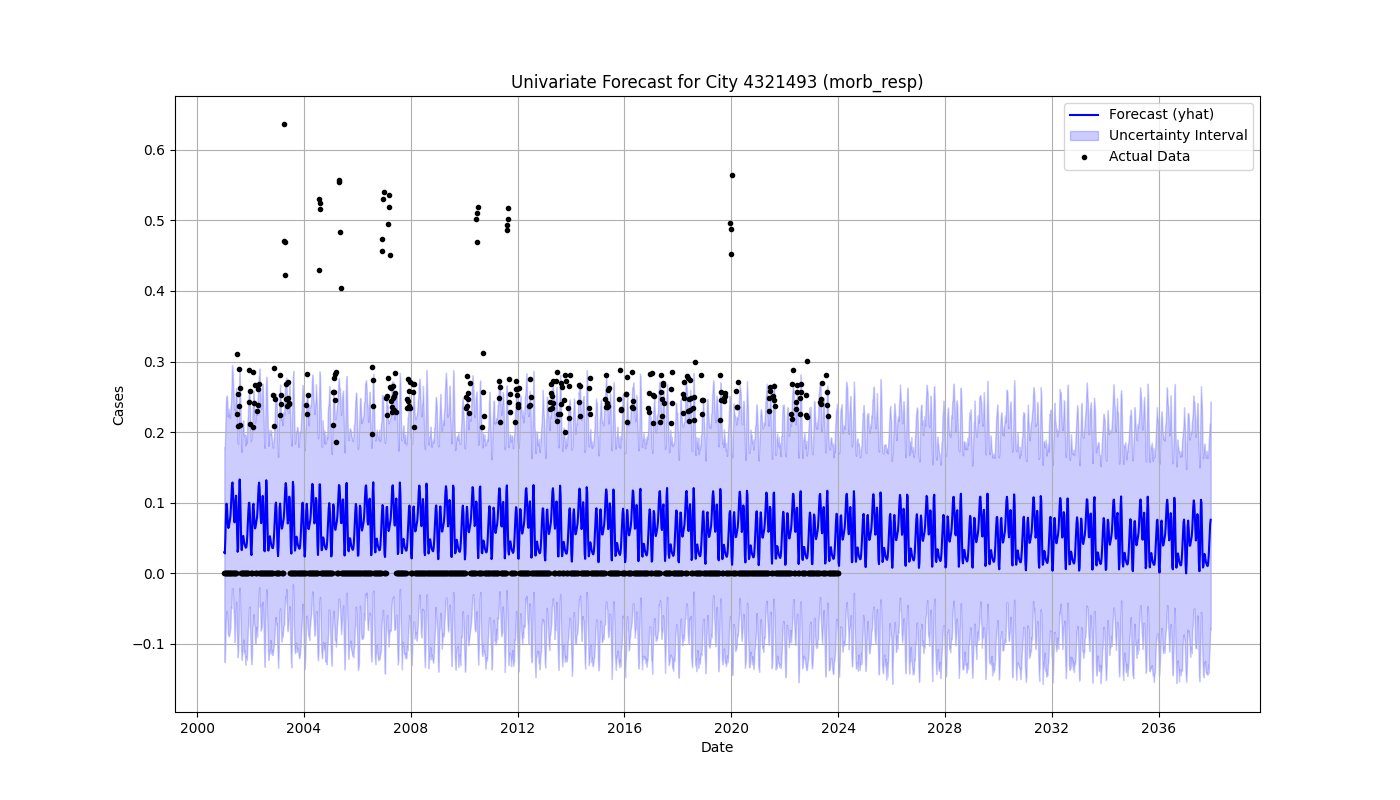 Univariate Forecast for City 4321493 (morb_resp)
Forecast (yhat)
Uncertainty Interval
Actual Data
Cases
0.6
0.5
0.4
0.3
0.2
0.1
0.0
−0.1
2000 2004 2008 2012 2016 2020 2024 2028 2032 2036
Date